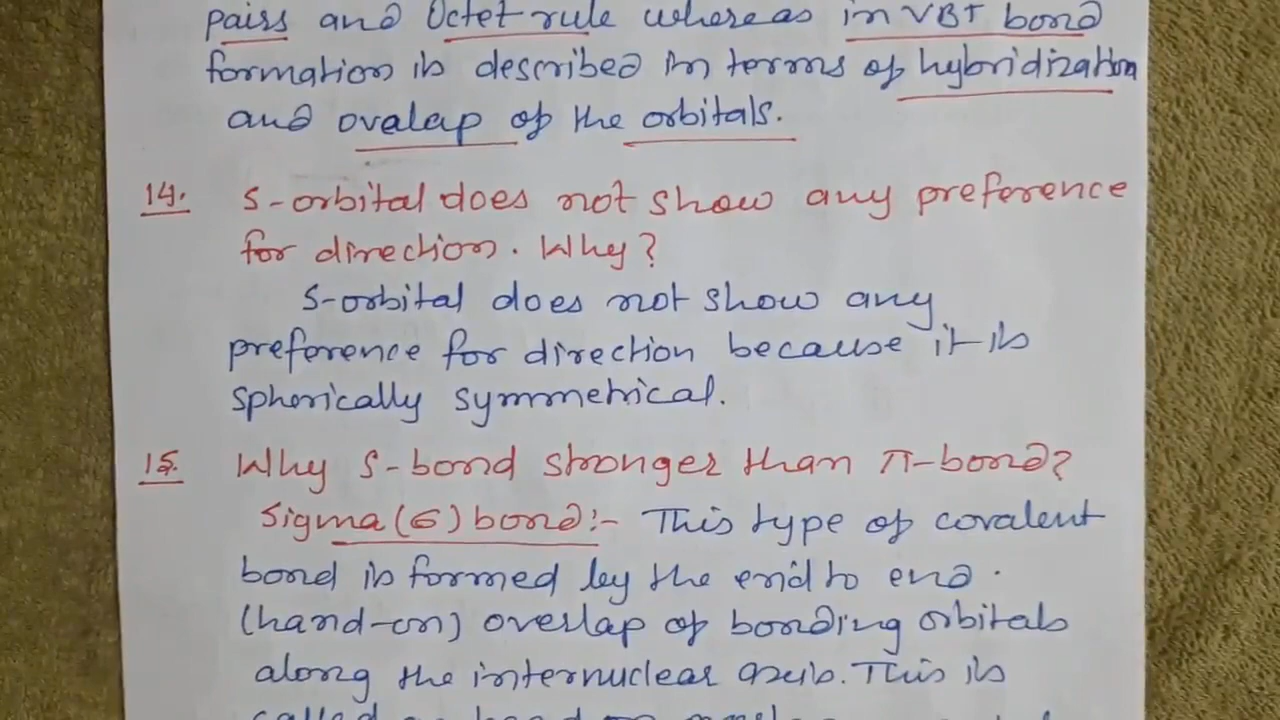 pairs and Octet rule whereas in VBT bond
formation is described in terms of hybridization
and ovalap of the orbitals.
14. S-orbital does not show any preference
for direction. Why?
S-orbital does not show any
preference for direction because it is
spherically symmetrical.
15. Why S-bond stronger than π-bond?
Sigma (σ) bond:- This type of covalent
bond is formed by the end to end.
(hand-on) overlap of bonding orbitals
along the internuclear axis. This is
called